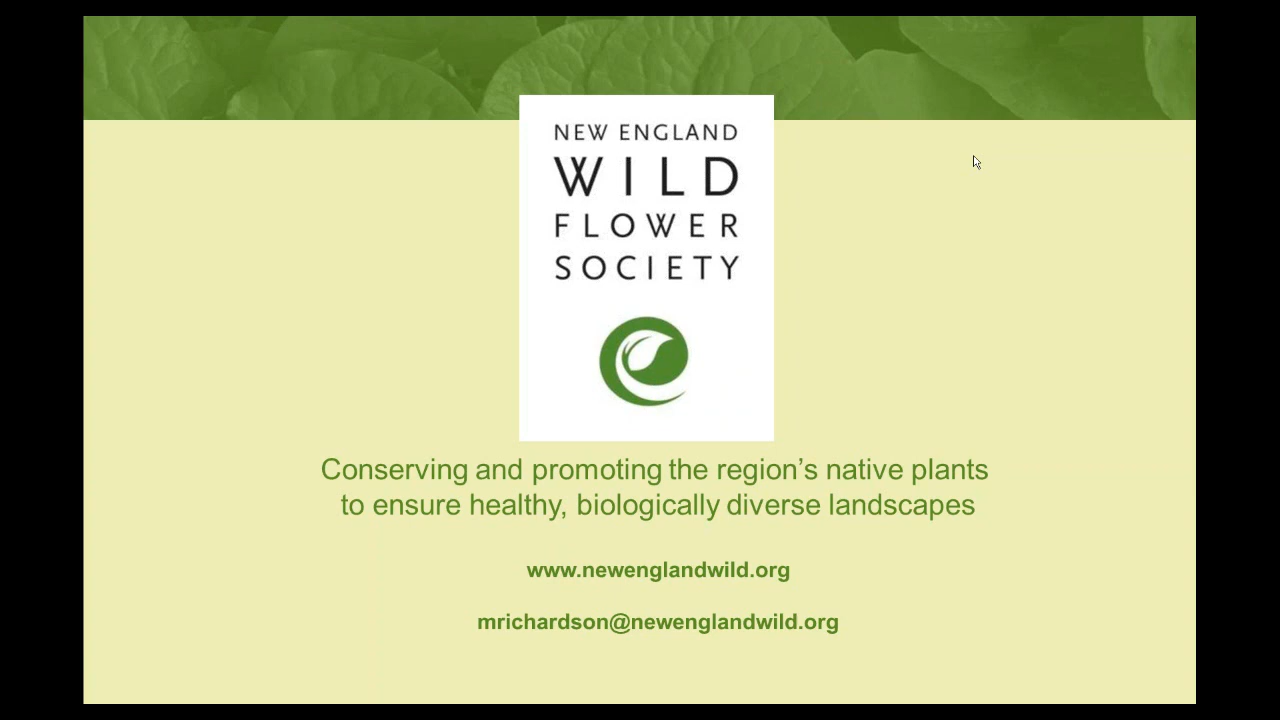 NEW ENGLAND
WILD
FLOWER
SOCIETY
Conserving and promoting the region’s native plants
to ensure healthy, biologically diverse landscapes
www.newenglandwild.org
mrichardson@newenglandwild.org